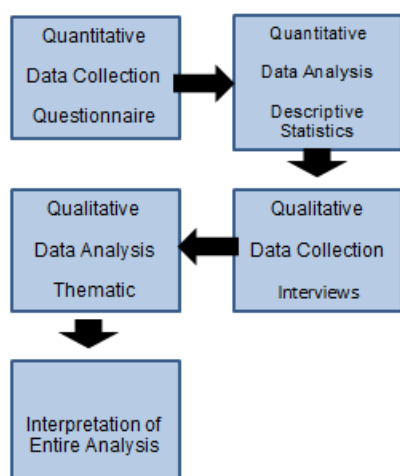 Quantitative
Data Collection
Questionnaire
Quantitative
Data Analysis
Descriptive
Statistics
Qualitative
Data Collection
Interviews
Qualitative
Data Analysis
Thematic
Interpretation of
Entire Analysis